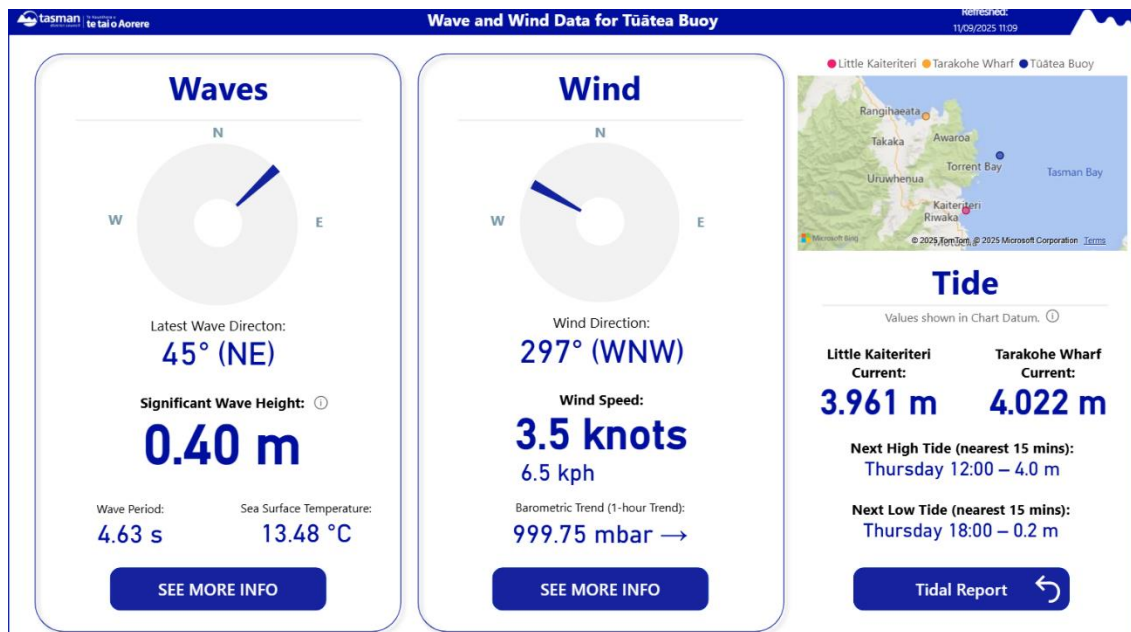 tasman
district council
te tai o Aorere
Wave and Wind Data for Tūātea Buoy
Refreshed:
11/09/2025 11:09
Waves
N
W
E
Latest Wave Directon:
45° (NE)
Significant Wave Height:
0.40 m
Wave Period:
Sea Surface Temperature:
4.63 s
13.48 °C
SEE MORE INFO
Wind
N
W
E
Wind Direction:
297° (WNW)
Wind Speed:
3.5 knots
6.5 kph
Barometric Trend (1-hour Trend):
999.75 mbar →
SEE MORE INFO
Little Kaiteriteri Tarakohe Wharf Tūātea Buoy
Rangihaeata
Takaka
Awaroa
Torrent Bay
Uruwhenua
Tasman Bay
Kaiteriteri
Riwaka
Microsoft Bing
© 2025 TomTom, © 2025 Microsoft Corporation Terms
Tide
Values shown in Chart Datum.
Little Kaiteriteri
Current:
3.961 m
Tarakohe Wharf
Current:
4.022 m
Next High Tide (nearest 15 mins):
Thursday 12:00 – 4.0 m
Next Low Tide (nearest 15 mins):
Thursday 18:00 – 0.2 m
Tidal Report